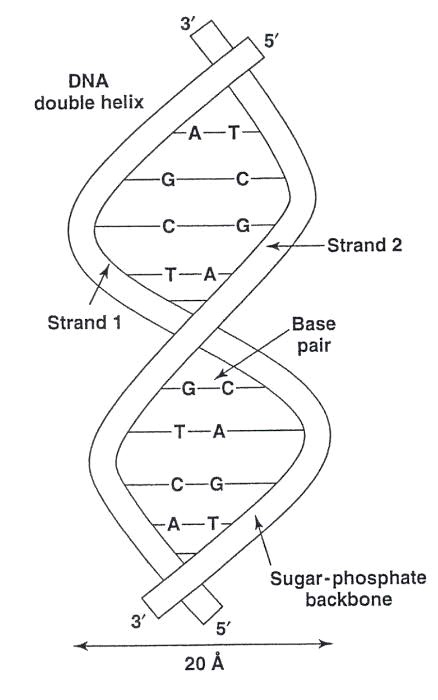 3′
5′
DNA
double helix
A—T
G C
C G
T—A
Strand 2
Strand 1
Base
pair
G—C
T—A
C—G
A—T
Sugar-phosphate
backbone
3′
5′
20 Å